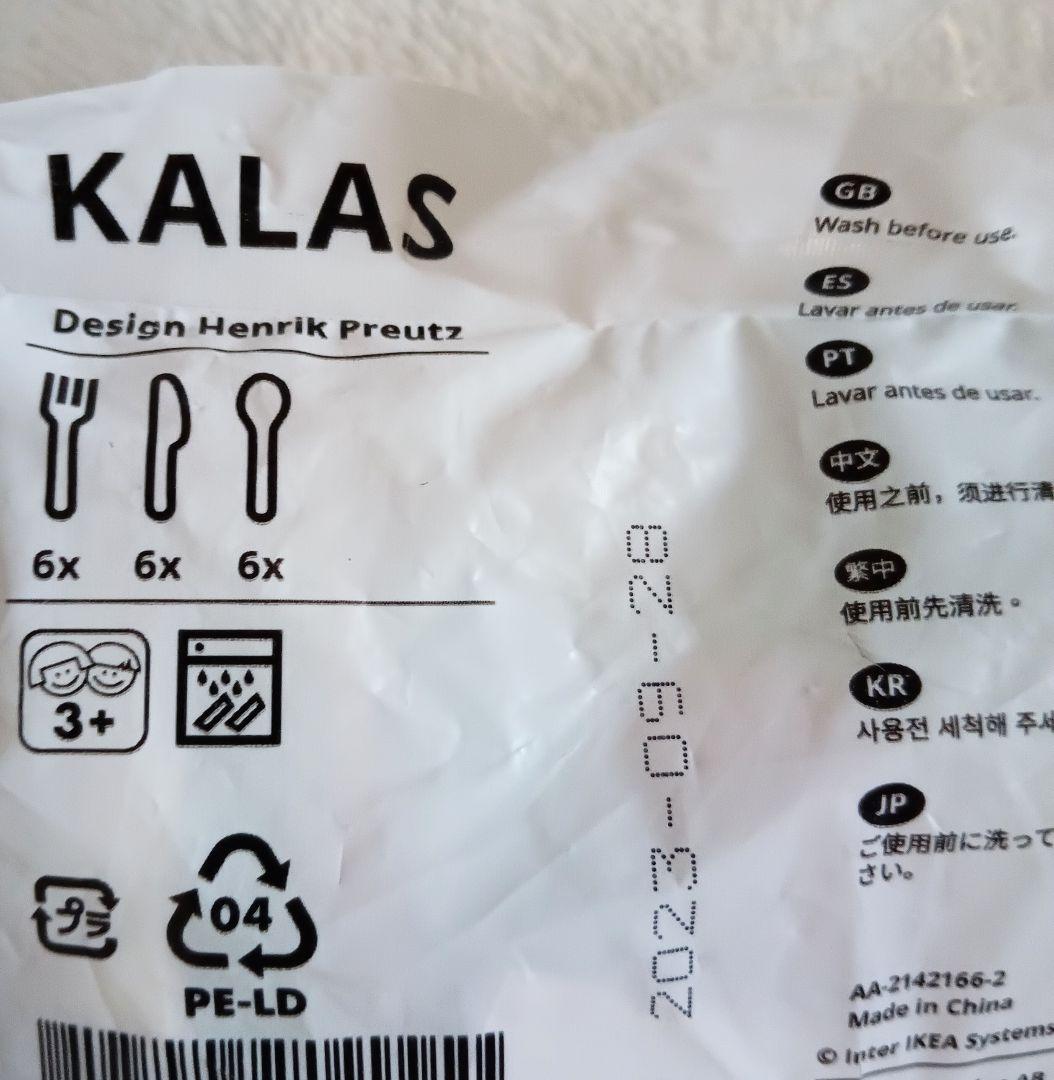 KALAS
Design Henrik Preutz
6x 6x 6x
3+
プラ
04
PE-LD
2023-09-28
GB
Wash before use.
ES
Lavar antes de usar.
PT
Lavar antes de usar.
中文
使用之前，须进行清
繁中
使用前先清洗。
KR
사용전 세척해 주세
JP
ご使用前に洗って
さい。
AA-2142166-2
Made in China
© Inter IKEA Systems
AB